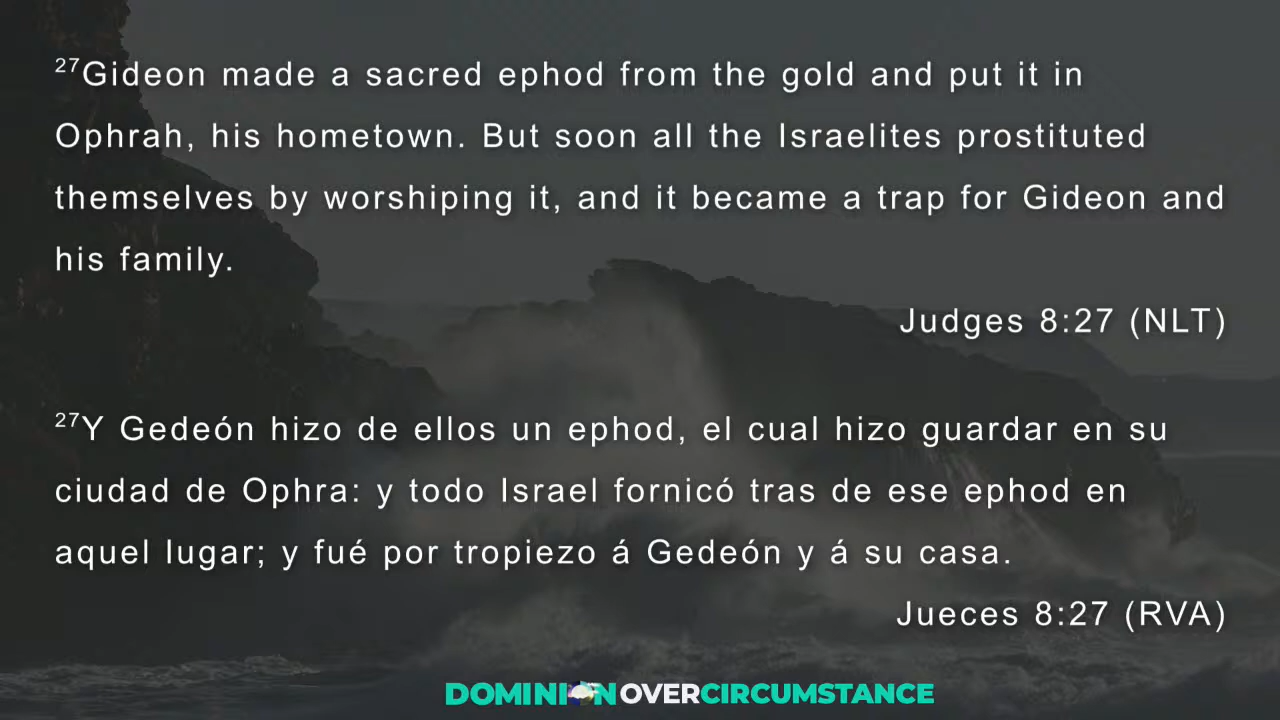 27Gideon made a sacred ephod from the gold and put it in
Ophrah, his hometown. But soon all the Israelites prostituted
themselves by worshiping it, and it became a trap for Gideon and
his family.
Judges 8:27 (NLT)
27Y Gedeón hizo de ellos un ephod, el cual hizo guardar en su
ciudad de Ophra: y todo Israel fornicó tras de ese ephod en
aquel lugar; y fué por tropiezo á Gedeón y á su casa.
Jueces 8:27 (RVA)
DOMINION OVERCIRCUMSTANCE